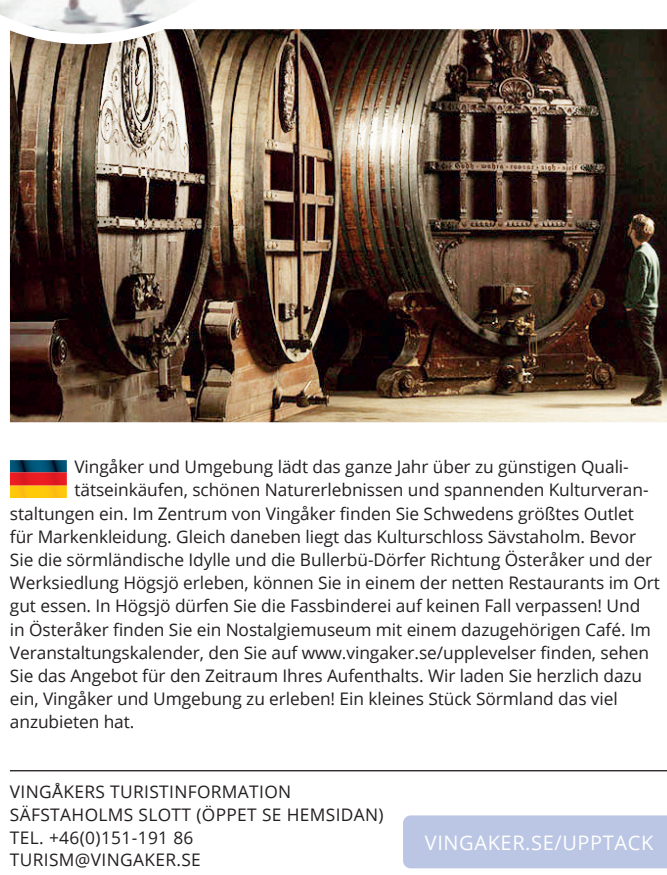 Vingåker und Umgebung lädt das ganze Jahr über zu günstigen Quali-
tätseinkäufen, schönen Naturerlebnissen und spannenden Kulturveran-
staltungen ein. Im Zentrum von Vingåker finden Sie Schwedens größtes Outlet
für Markenkleidung. Gleich daneben liegt das Kulturschloss Sävstaholm. Bevor
Sie die sörmländische Idylle und die Bullerbü-Dörfer Richtung Österåker und der
Werksiedlung Högsjö erleben, können Sie in einem der netten Restaurants im Ort
gut essen. In Högsjö dürfen Sie die Fassbinderei auf keinen Fall verpassen! Und
in Österåker finden Sie ein Nostalgiemuseum mit einem dazugehörigen Café. Im
Veranstaltungskalender, den Sie auf www.vingaker.se/upplevelser finden, sehen
Sie das Angebot für den Zeitraum Ihres Aufenthalts. Wir laden Sie herzlich dazu
ein, Vingåker und Umgebung zu erleben! Ein kleines Stück Sörmland das viel
anzubieten hat.
VINGÅKERS TURISTINFORMATION
SÄFSTAHOLMS SLOTT (ÖPPET SE HEMSIDAN)
TEL. +46(0)151-191 86
TURISM@VINGAKER.SE
VINGAKER.SE/UPPTACK